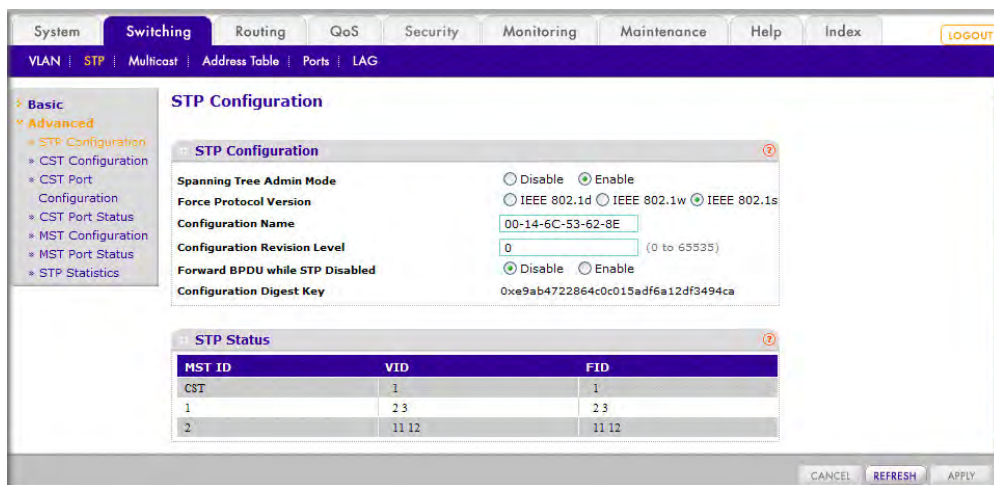 System Switching Routing QoS Security Monitoring Maintenance Help Index LOGOUT
VLAN STP Multicast Address Table Ports LAG
Basic
Advanced
» STP Configuration
» CST Configuration
» CST Port
Configuration
» CST Port Status
» MST Configuration
» MST Port Status
» STP Statistics
STP Configuration
STP Configuration
Spanning Tree Admin Mode Disable Enable
Force Protocol Version IEEE 802.1d IEEE 802.1w IEEE 802.1s
Configuration Name 00-14-6C-53-62-8E
Configuration Revision Level 0 (0 to 65535)
Forward BPDU while STP Disabled Disable Enable
Configuration Digest Key 0xe9ab4722864c0c015adf6a12df3494ca
STP Status
MST ID VID FID
CST 1 1
1 2 3 2 3
2 11 12 11 12
CANCEL REFRESH APPLY